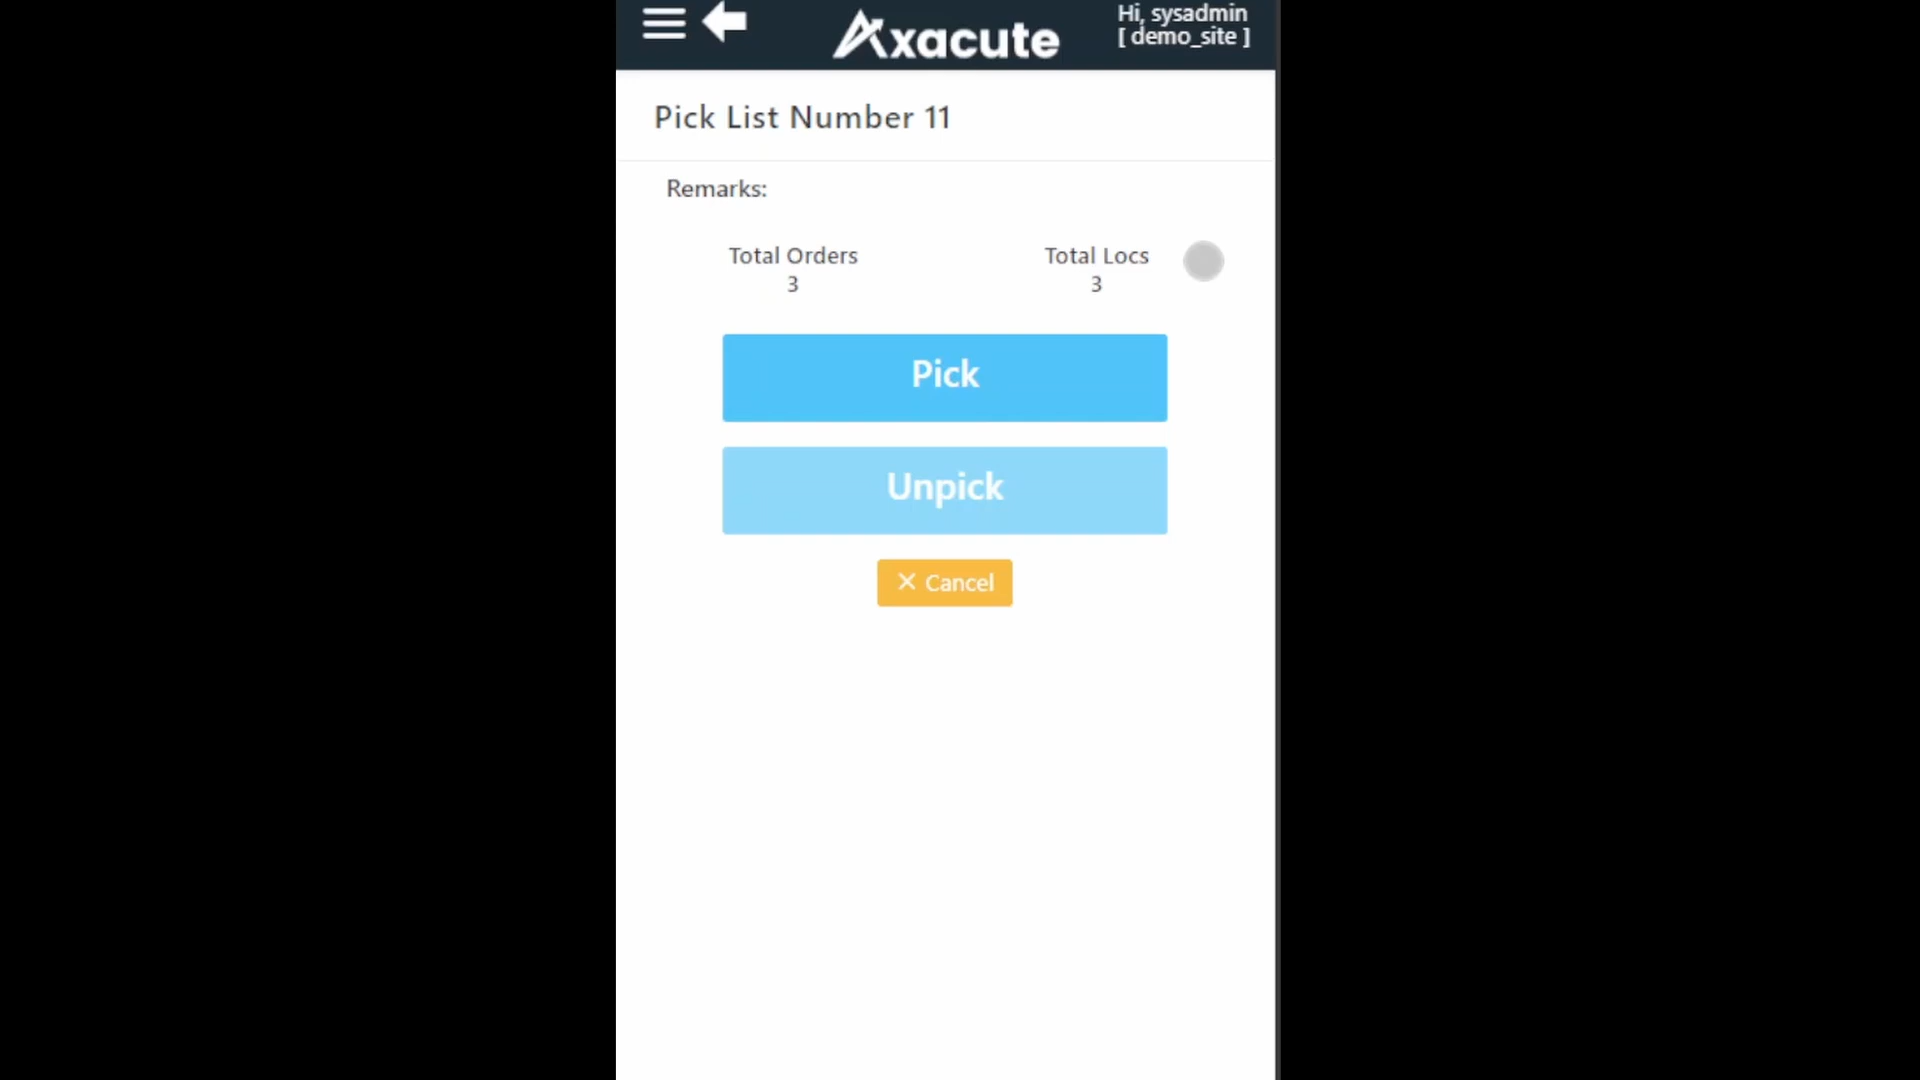 Axacute
Hi, sysadmin
[ demo_site ]
Pick List Number 11
Remarks:
Total Orders
3
Total Locs
3
Pick
Unpick
Cancel